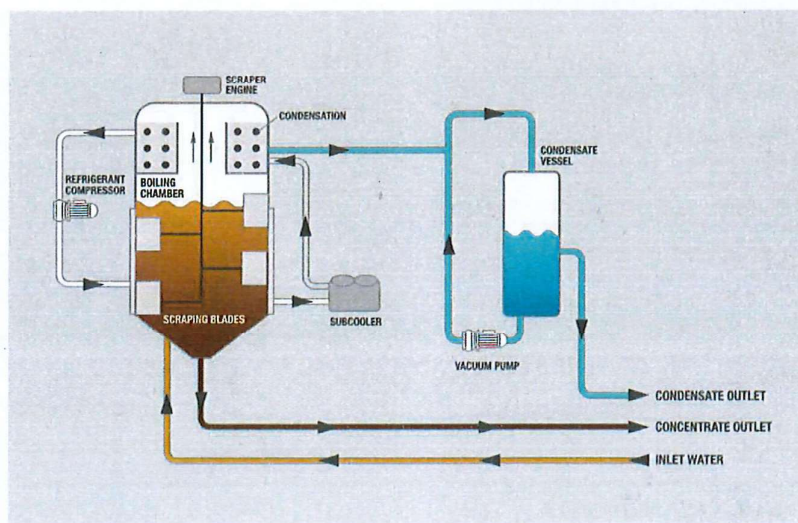 SCRAPER
ENGINE
CONDENSATION
REFRIGERANT
COMPRESSOR
BOILING
CHAMBER
CONDENSATE
VESSEL
SCRAPING BLADES
SUBCOOLER
VACUUM PUMP
CONDENSATE OUTLET
CONCENTRATE OUTLET
INLET WATER